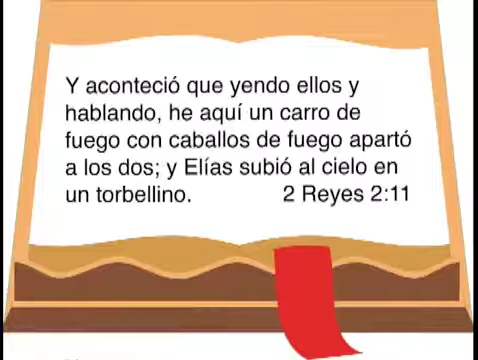 Y aconteció que yendo ellos y
hablando, he aquí un carro de
fuego con caballos de fuego apartó
a los dos; y Elías subió al cielo en
un torbellino. 2 Reyes 2:11